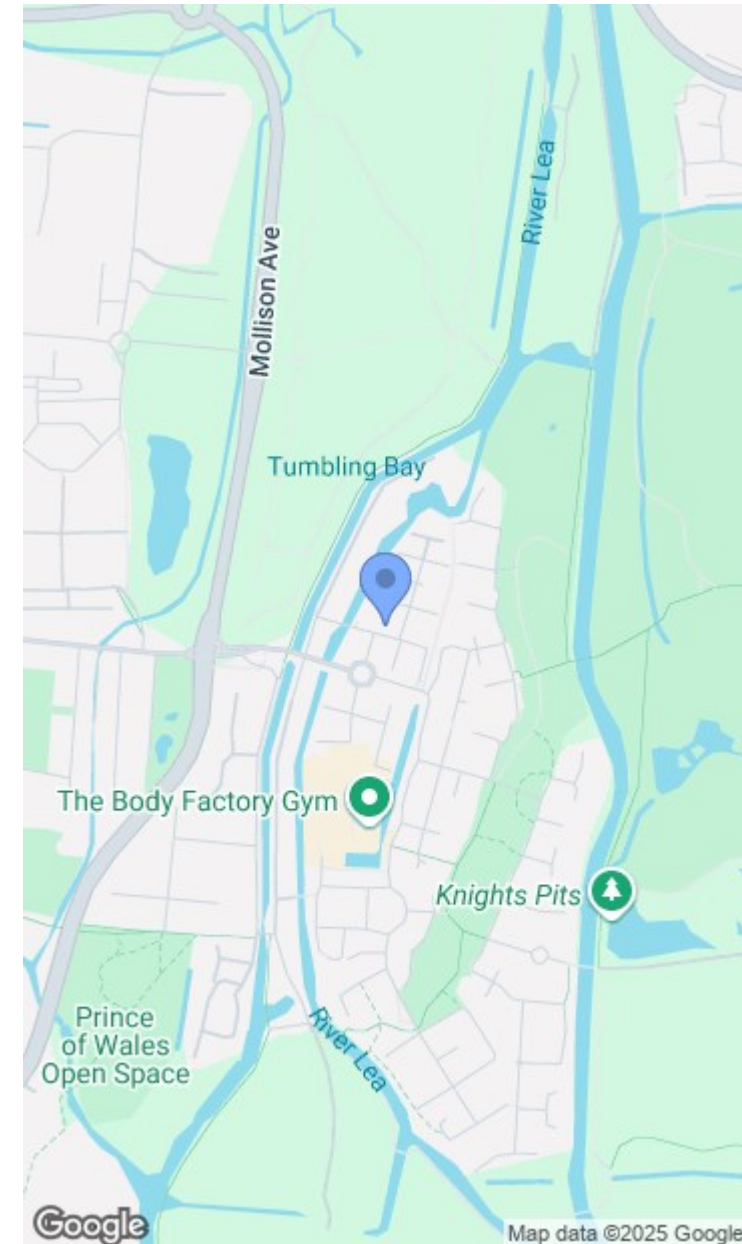 River Lea
Mollison Ave
Tumbling Bay
The Body Factory Gym
Knights Pits
Prince
of Wales
Open Space
River Lea
Google
Map data ©2025 Google